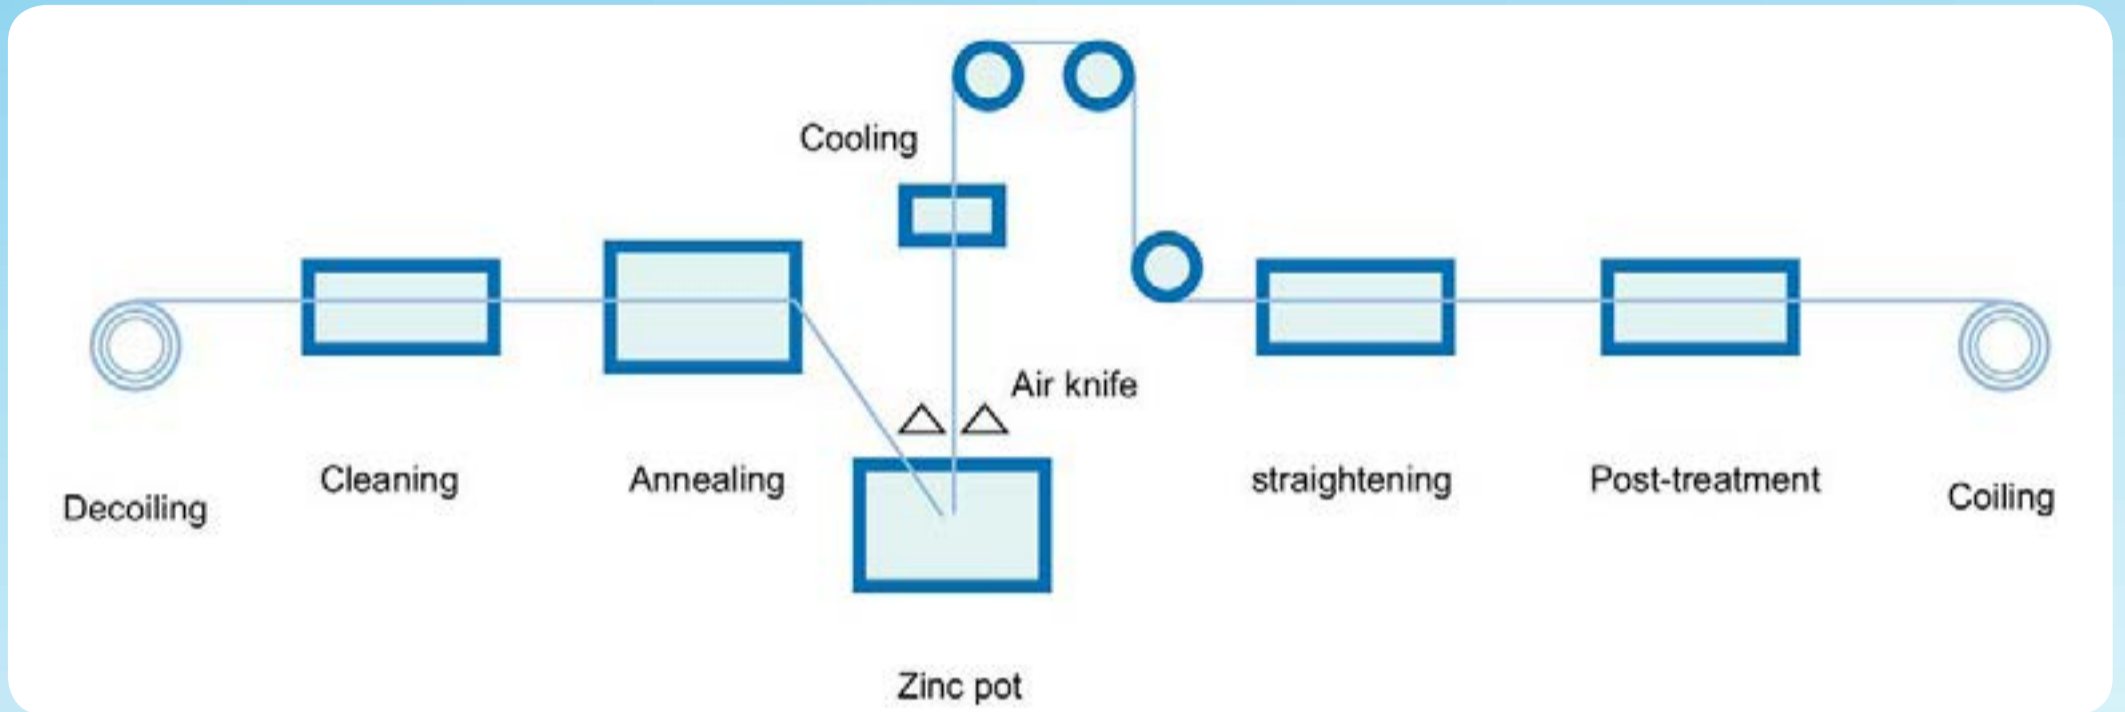 Cooling
Air knife
Decoiling
Cleaning
Annealing
straightening
Post-treatment
Coiling
Zinc pot